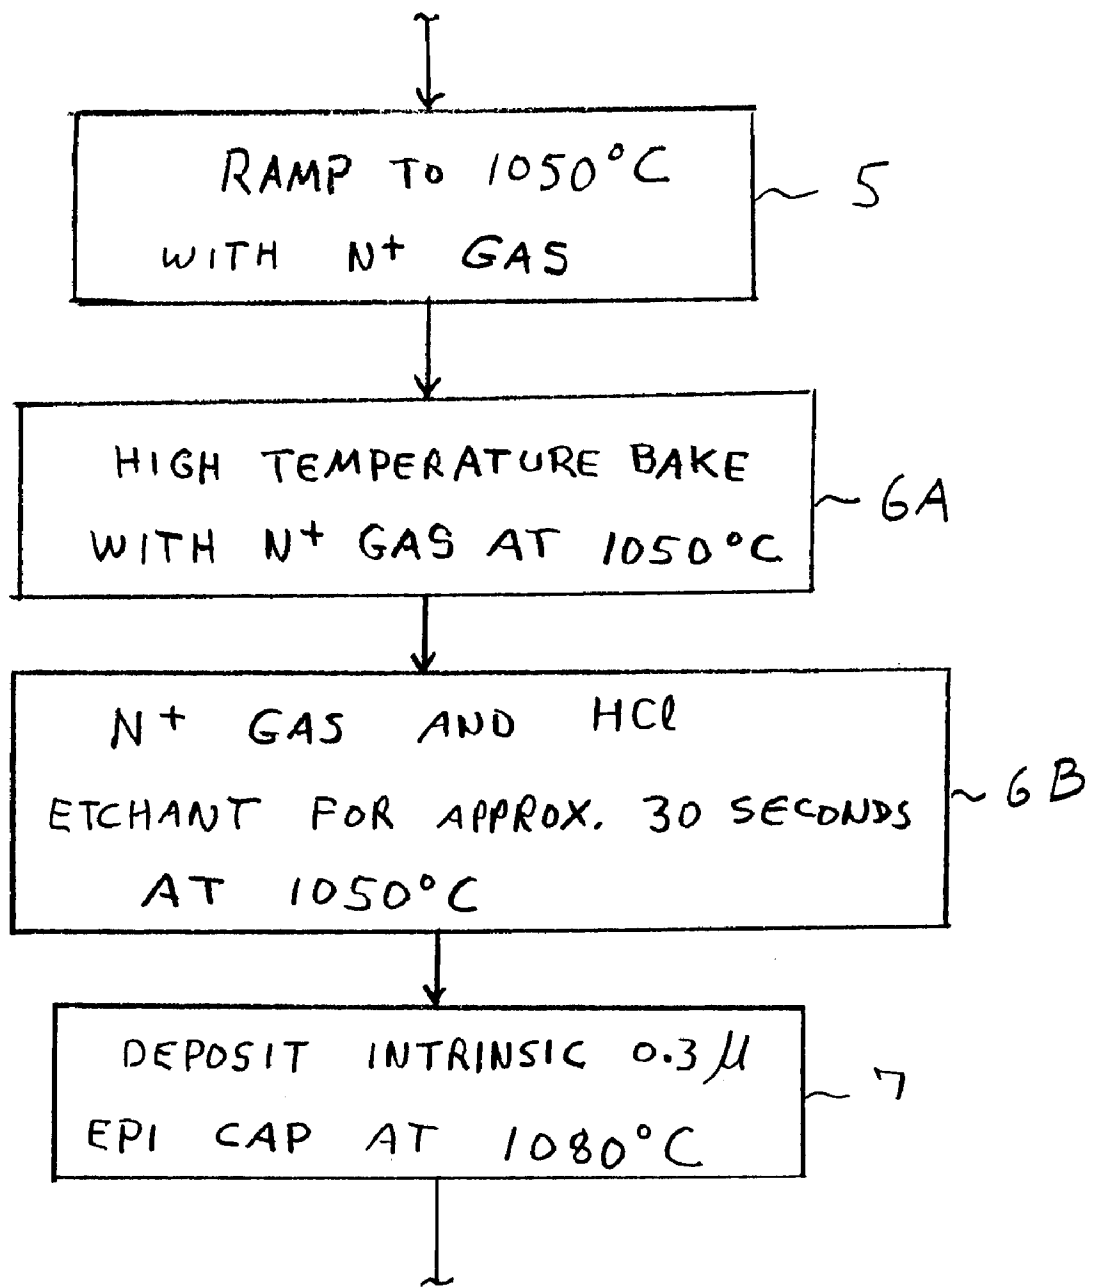 RAMP TO 1050°C
WITH N+ GAS
5
HIGH TEMPERATURE BAKE
WITH N+ GAS AT 1050°C
6A
N+ GAS AND HCl
ETCHANT FOR APPROX. 30 SECONDS
AT 1050°C
6B
DEPOSIT INTRINSIC 0.3 μ
EPI CAP AT 1080°C
7